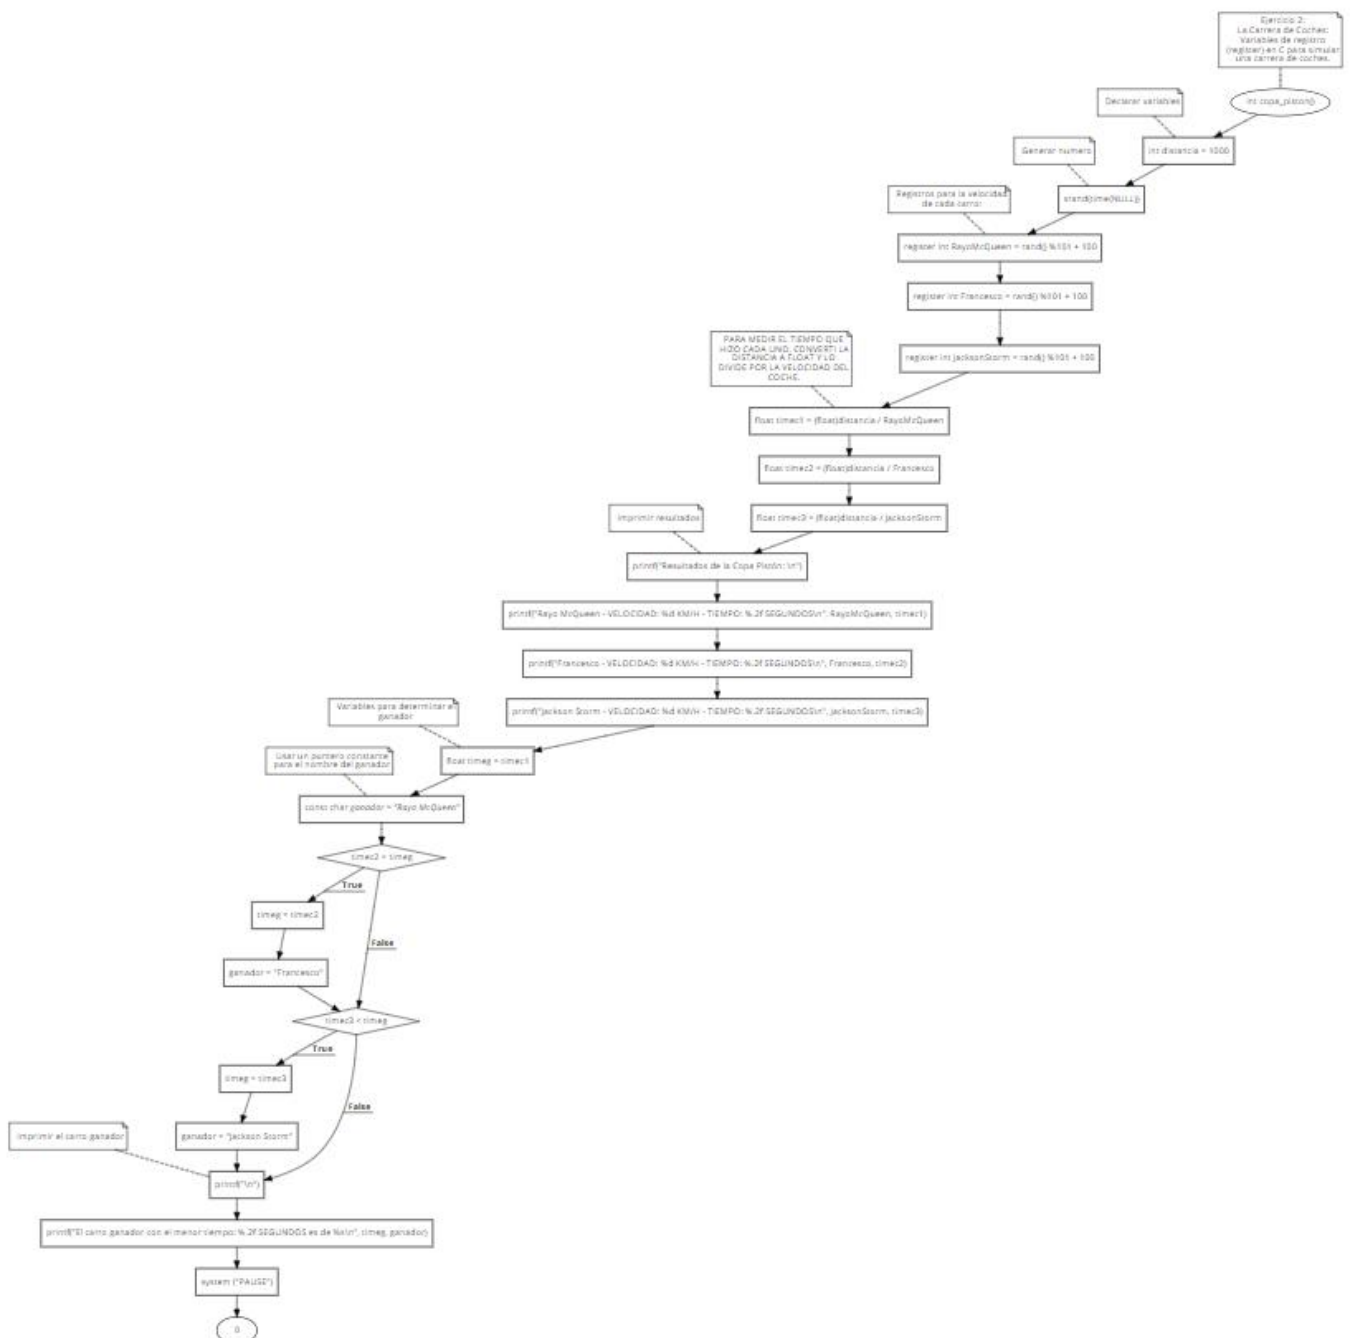 Ejercicio 2:
La Carrera de Coches:
Variables de registro
(register) en C para simular
una carrera de coches.
int copa_piston()
Declarar variables
int distancia = 1000
Generar numero
srand(time(NULL))
Registros para la velocidad
de cada carro:
register int RayoMcQueen = rand() %101 + 100
register int Francesco = rand() %101 + 100
register int JacksonStorm = rand() %101 + 100
PARA MEDIR EL TIEMPO QUE
HIZO CADA UNO, CONVERTI LA
DISTANCIA A FLOAT Y LO
DIVIDE POR LA VELOCIDAD DEL
COCHE.
float timec1 = (float)distancia / RayoMcQueen
float timec2 = (float)distancia / Francesco
float timec3 = (float)distancia / JacksonStorm
Imprimir resultados
printf("Resultados de la Copa Pistón: \n")
printf("Rayo McQueen - VELOCIDAD: %d KM/H - TIEMPO: %.2f SEGUNDOS\n", RayoMcQueen, timec1)
printf("Francesco - VELOCIDAD: %d KM/H - TIEMPO: %.2f SEGUNDOS\n", Francesco, timec2)
printf("Jackson Storm - VELOCIDAD: %d KM/H - TIEMPO: %.2f SEGUNDOS\n", JacksonStorm, timec3)
Variables para determinar el
ganador
float timeg = timec1
Usar un puntero constante
para el nombre del ganador
const char ganador = "Rayo McQueen"
timec2 < timeg
True
timeg = timec2
False
ganador = "Francesco"
timec3 < timeg
True
timeg = timec3
False
ganador = "Jackson Storm"
Imprimir el carro ganador
printf("\n")
printf("El carro ganador con el menor tiempo: %.2f SEGUNDOS es de %s\n", timeg, ganador)
system ("PAUSE")
0